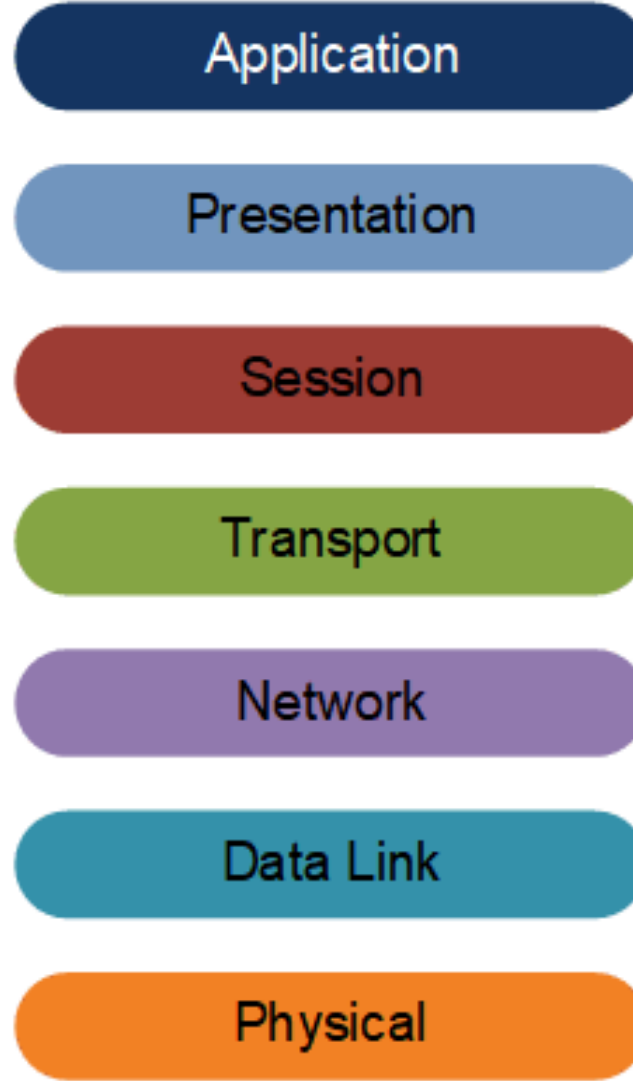 Application
Presentation
Session
Transport
Network
Data Link
Physical